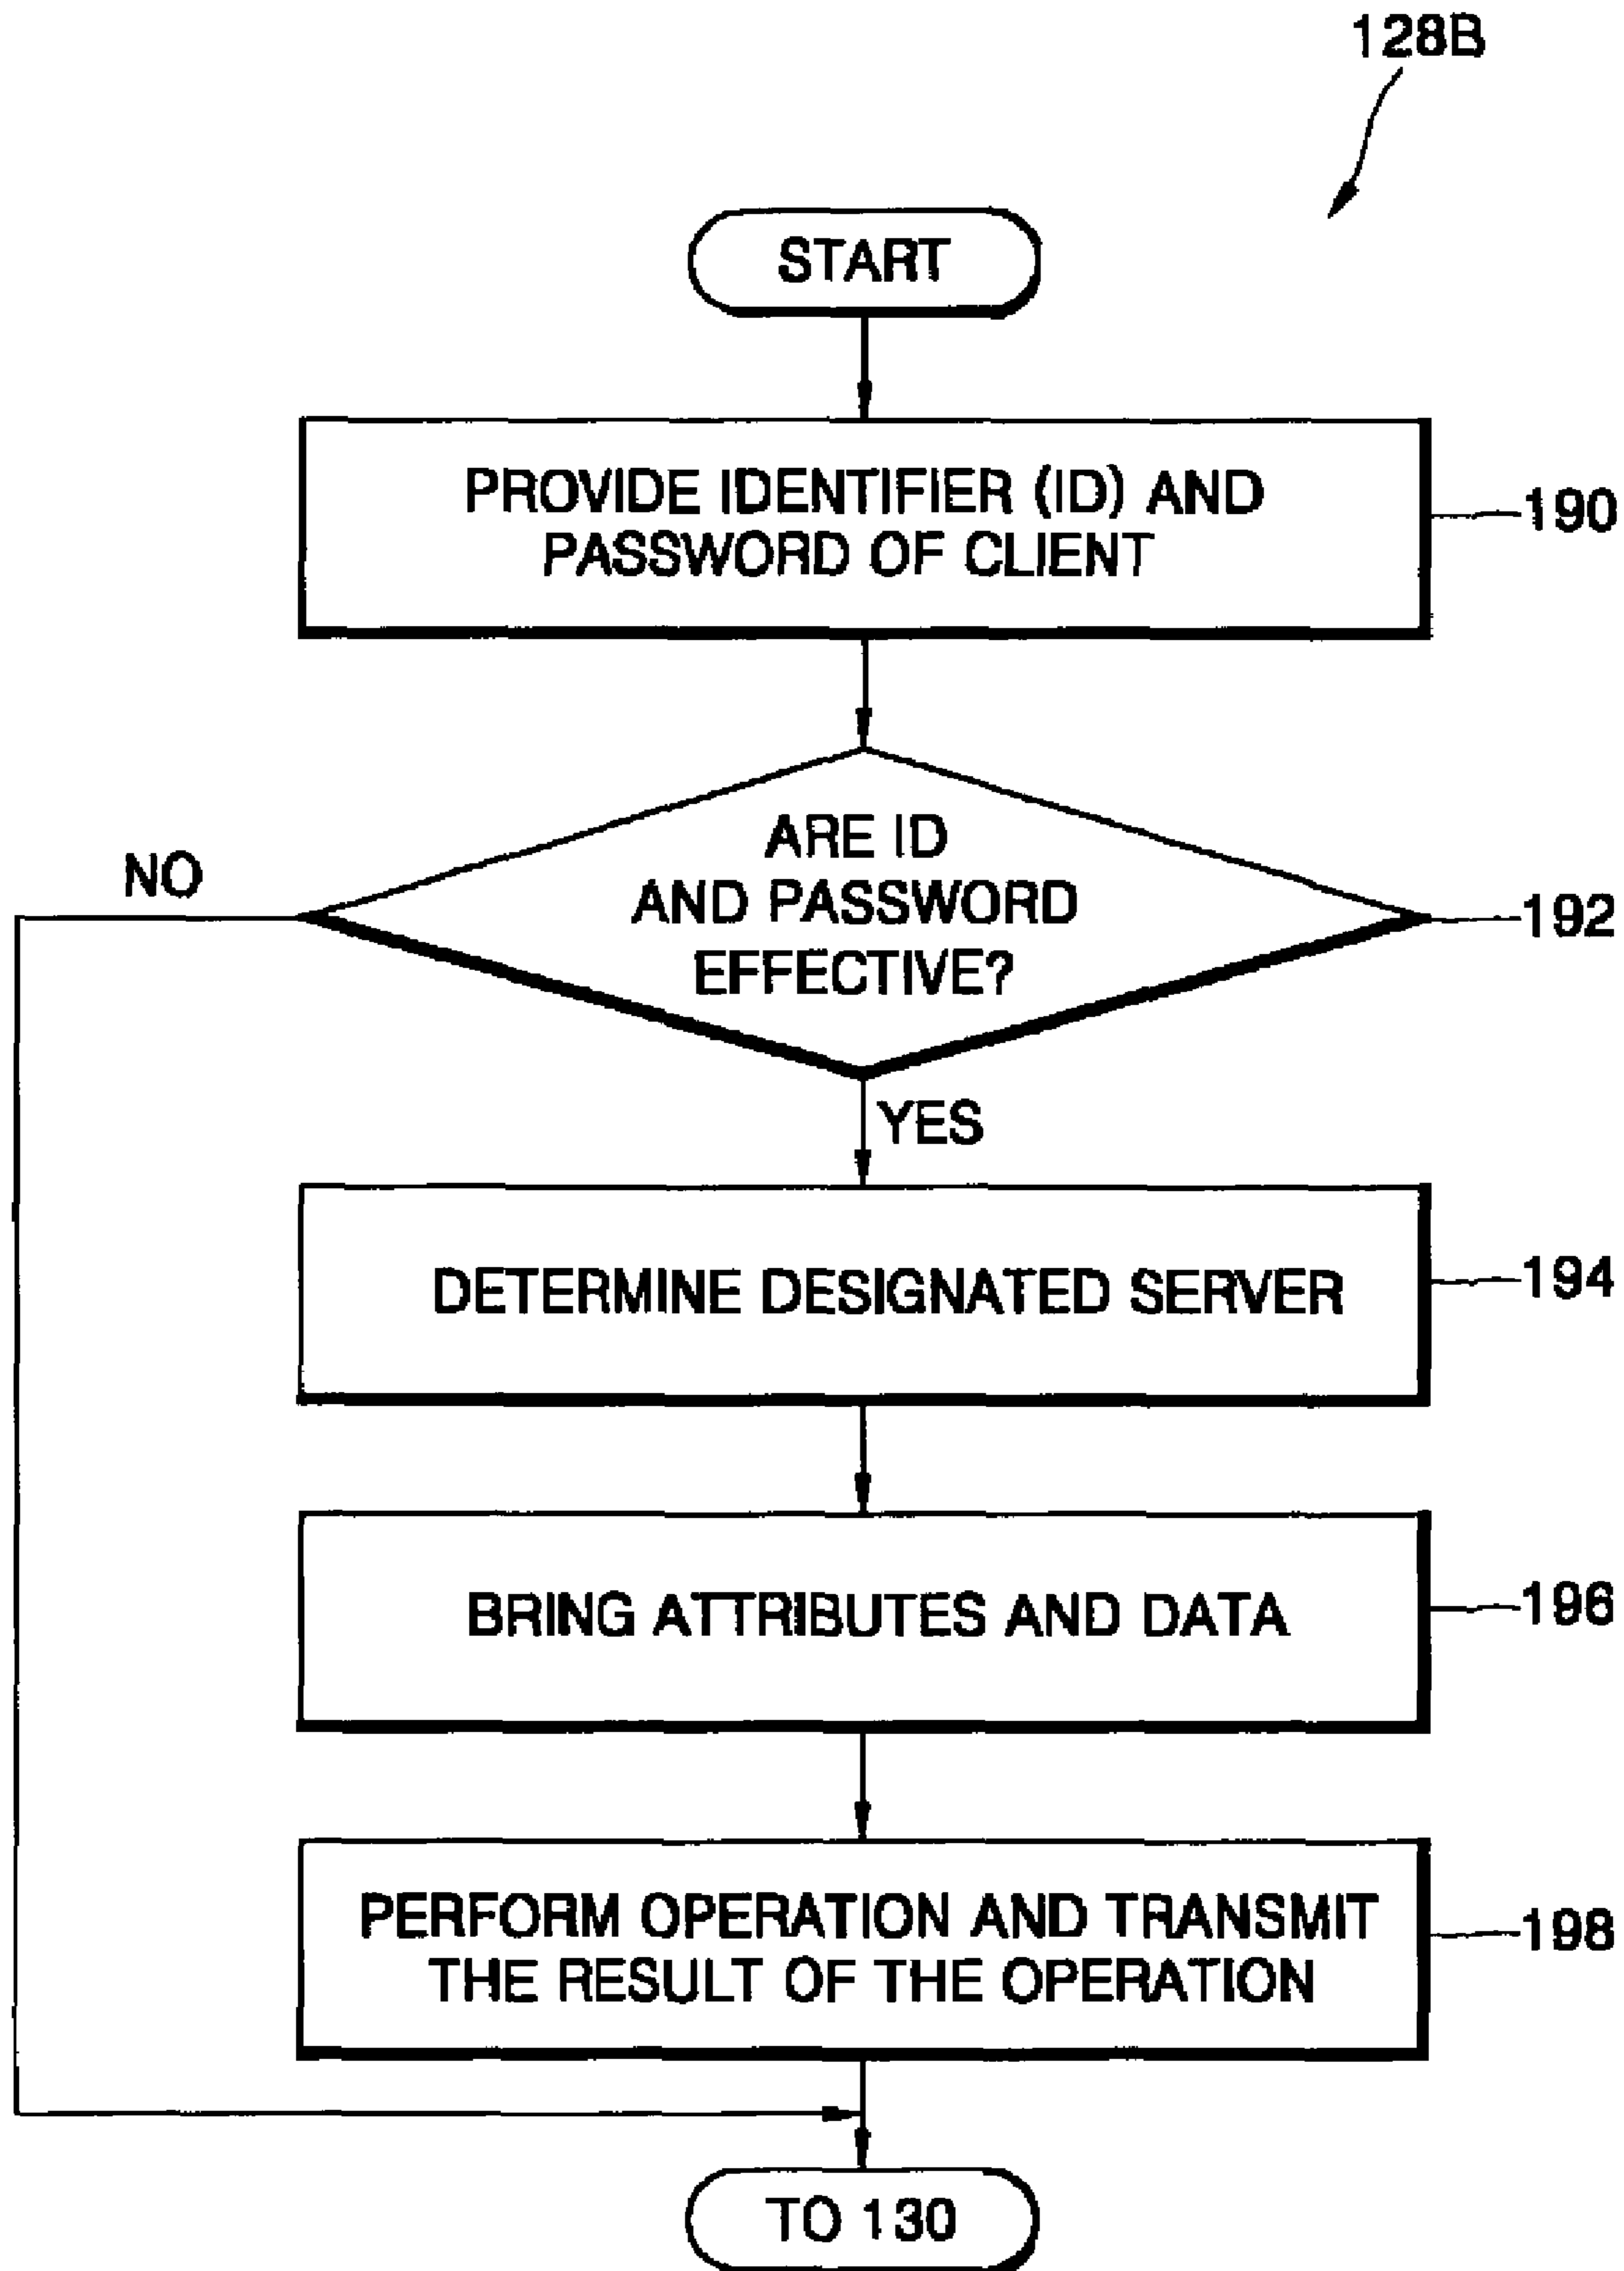 128B
START
PROVIDE IDENTIFIER (ID) AND
PASSWORD OF CLIENT
190
ARE ID
AND PASSWORD
EFFECTIVE?
NO
192
YES
DETERMINE DESIGNATED SERVER
194
BRING ATTRIBUTES AND DATA
196
PERFORM OPERATION AND TRANSMIT
THE RESULT OF THE OPERATION
198
TO 130